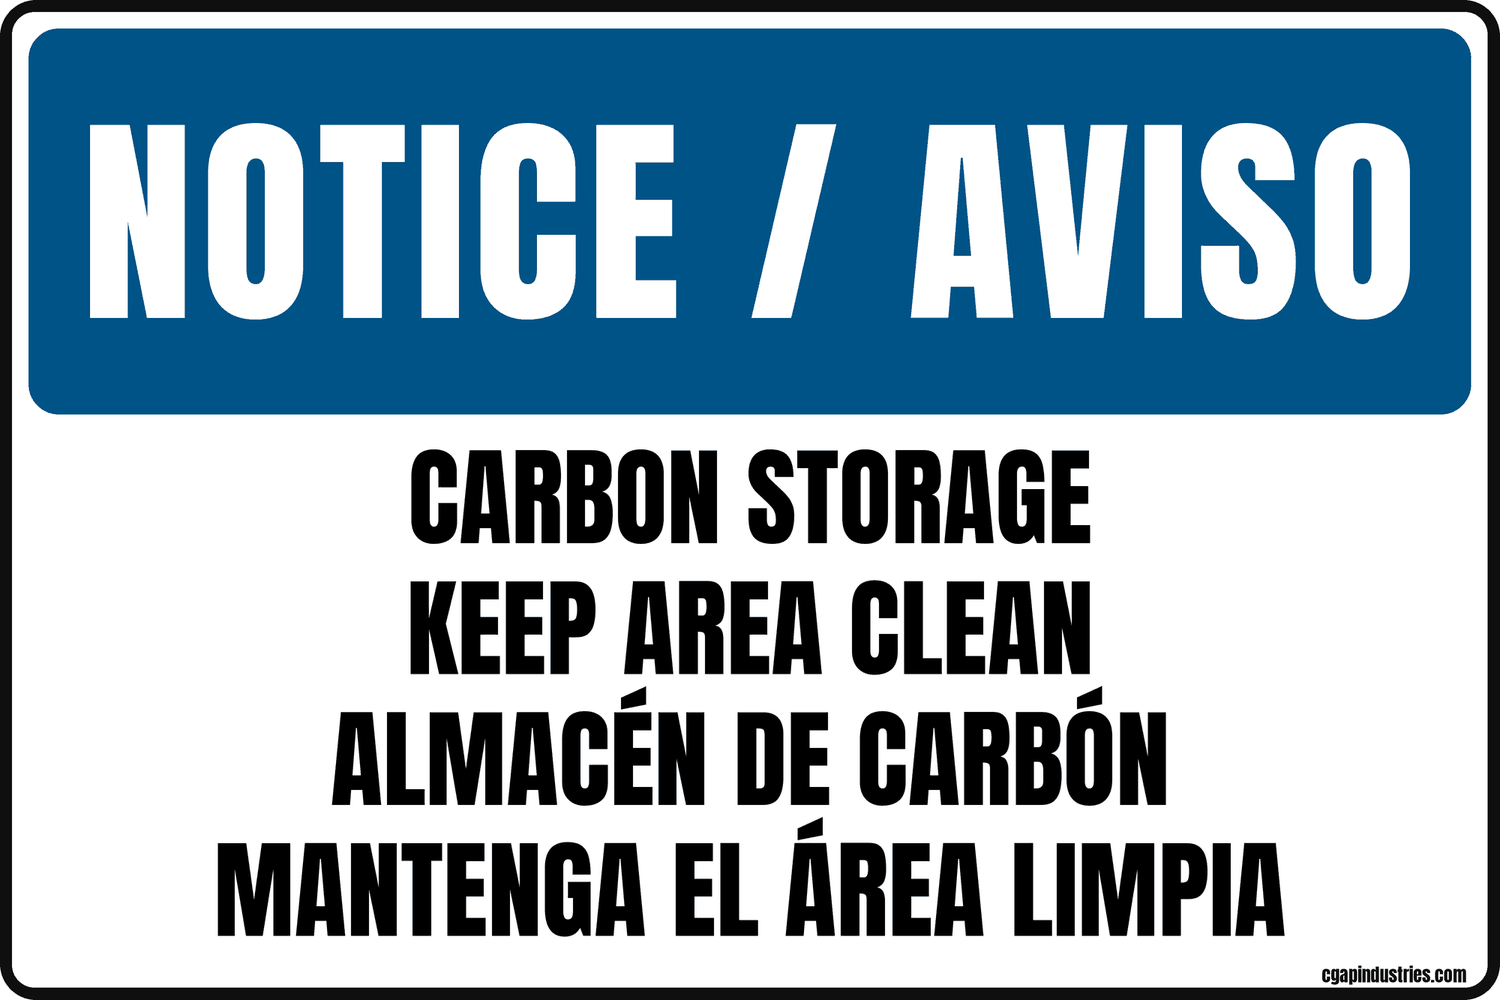 NOTICE / AVISO
CARBON STORAGE
KEEP AREA CLEAN
ALMACÉN DE CARBÓN
MANTENGA EL ÁREA LIMPIA
cgapindustries.com